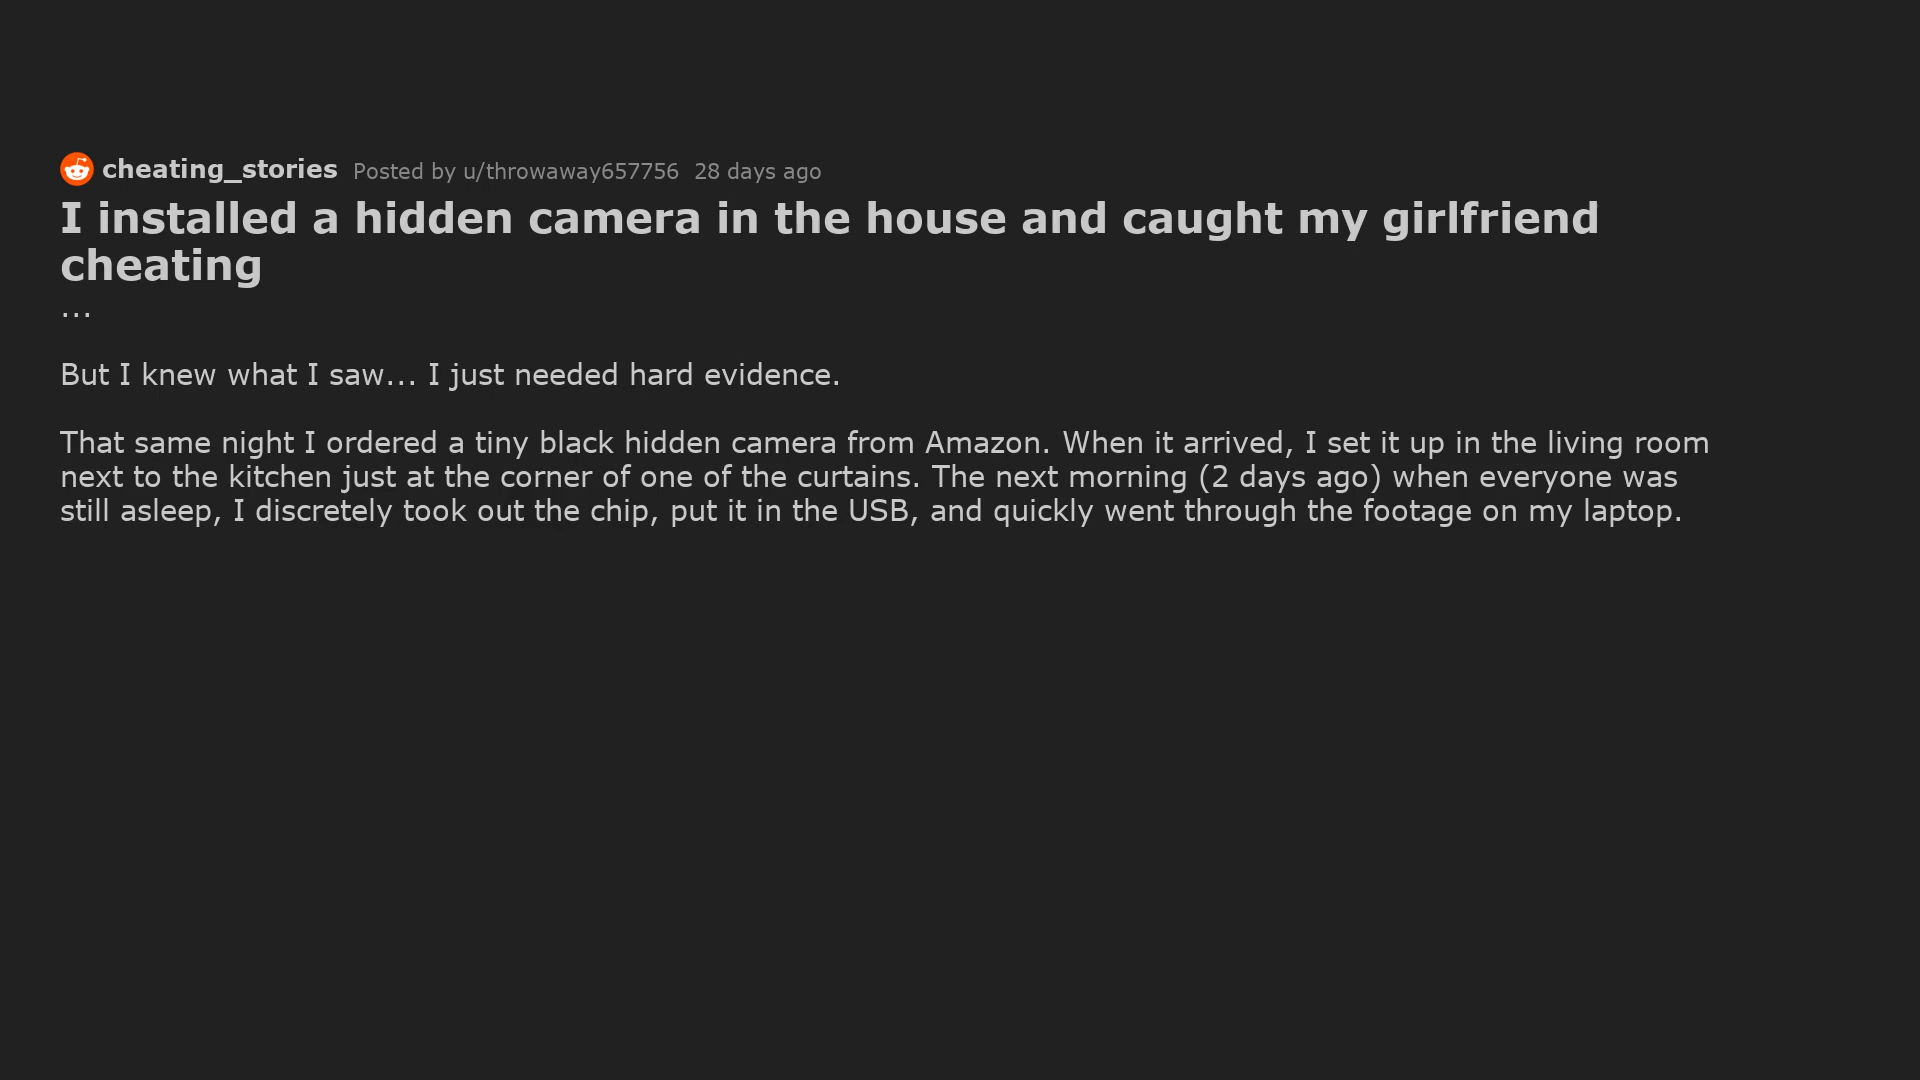 cheating_stories Posted by u/throwaway657756 28 days ago
I installed a hidden camera in the house and caught my girlfriend
cheating
...
But I knew what I saw... I just needed hard evidence.
That same night I ordered a tiny black hidden camera from Amazon. When it arrived, I set it up in the living room
next to the kitchen just at the corner of one of the curtains. The next morning (2 days ago) when everyone was
still asleep, I discretely took out the chip, put it in the USB, and quickly went through the footage on my laptop.